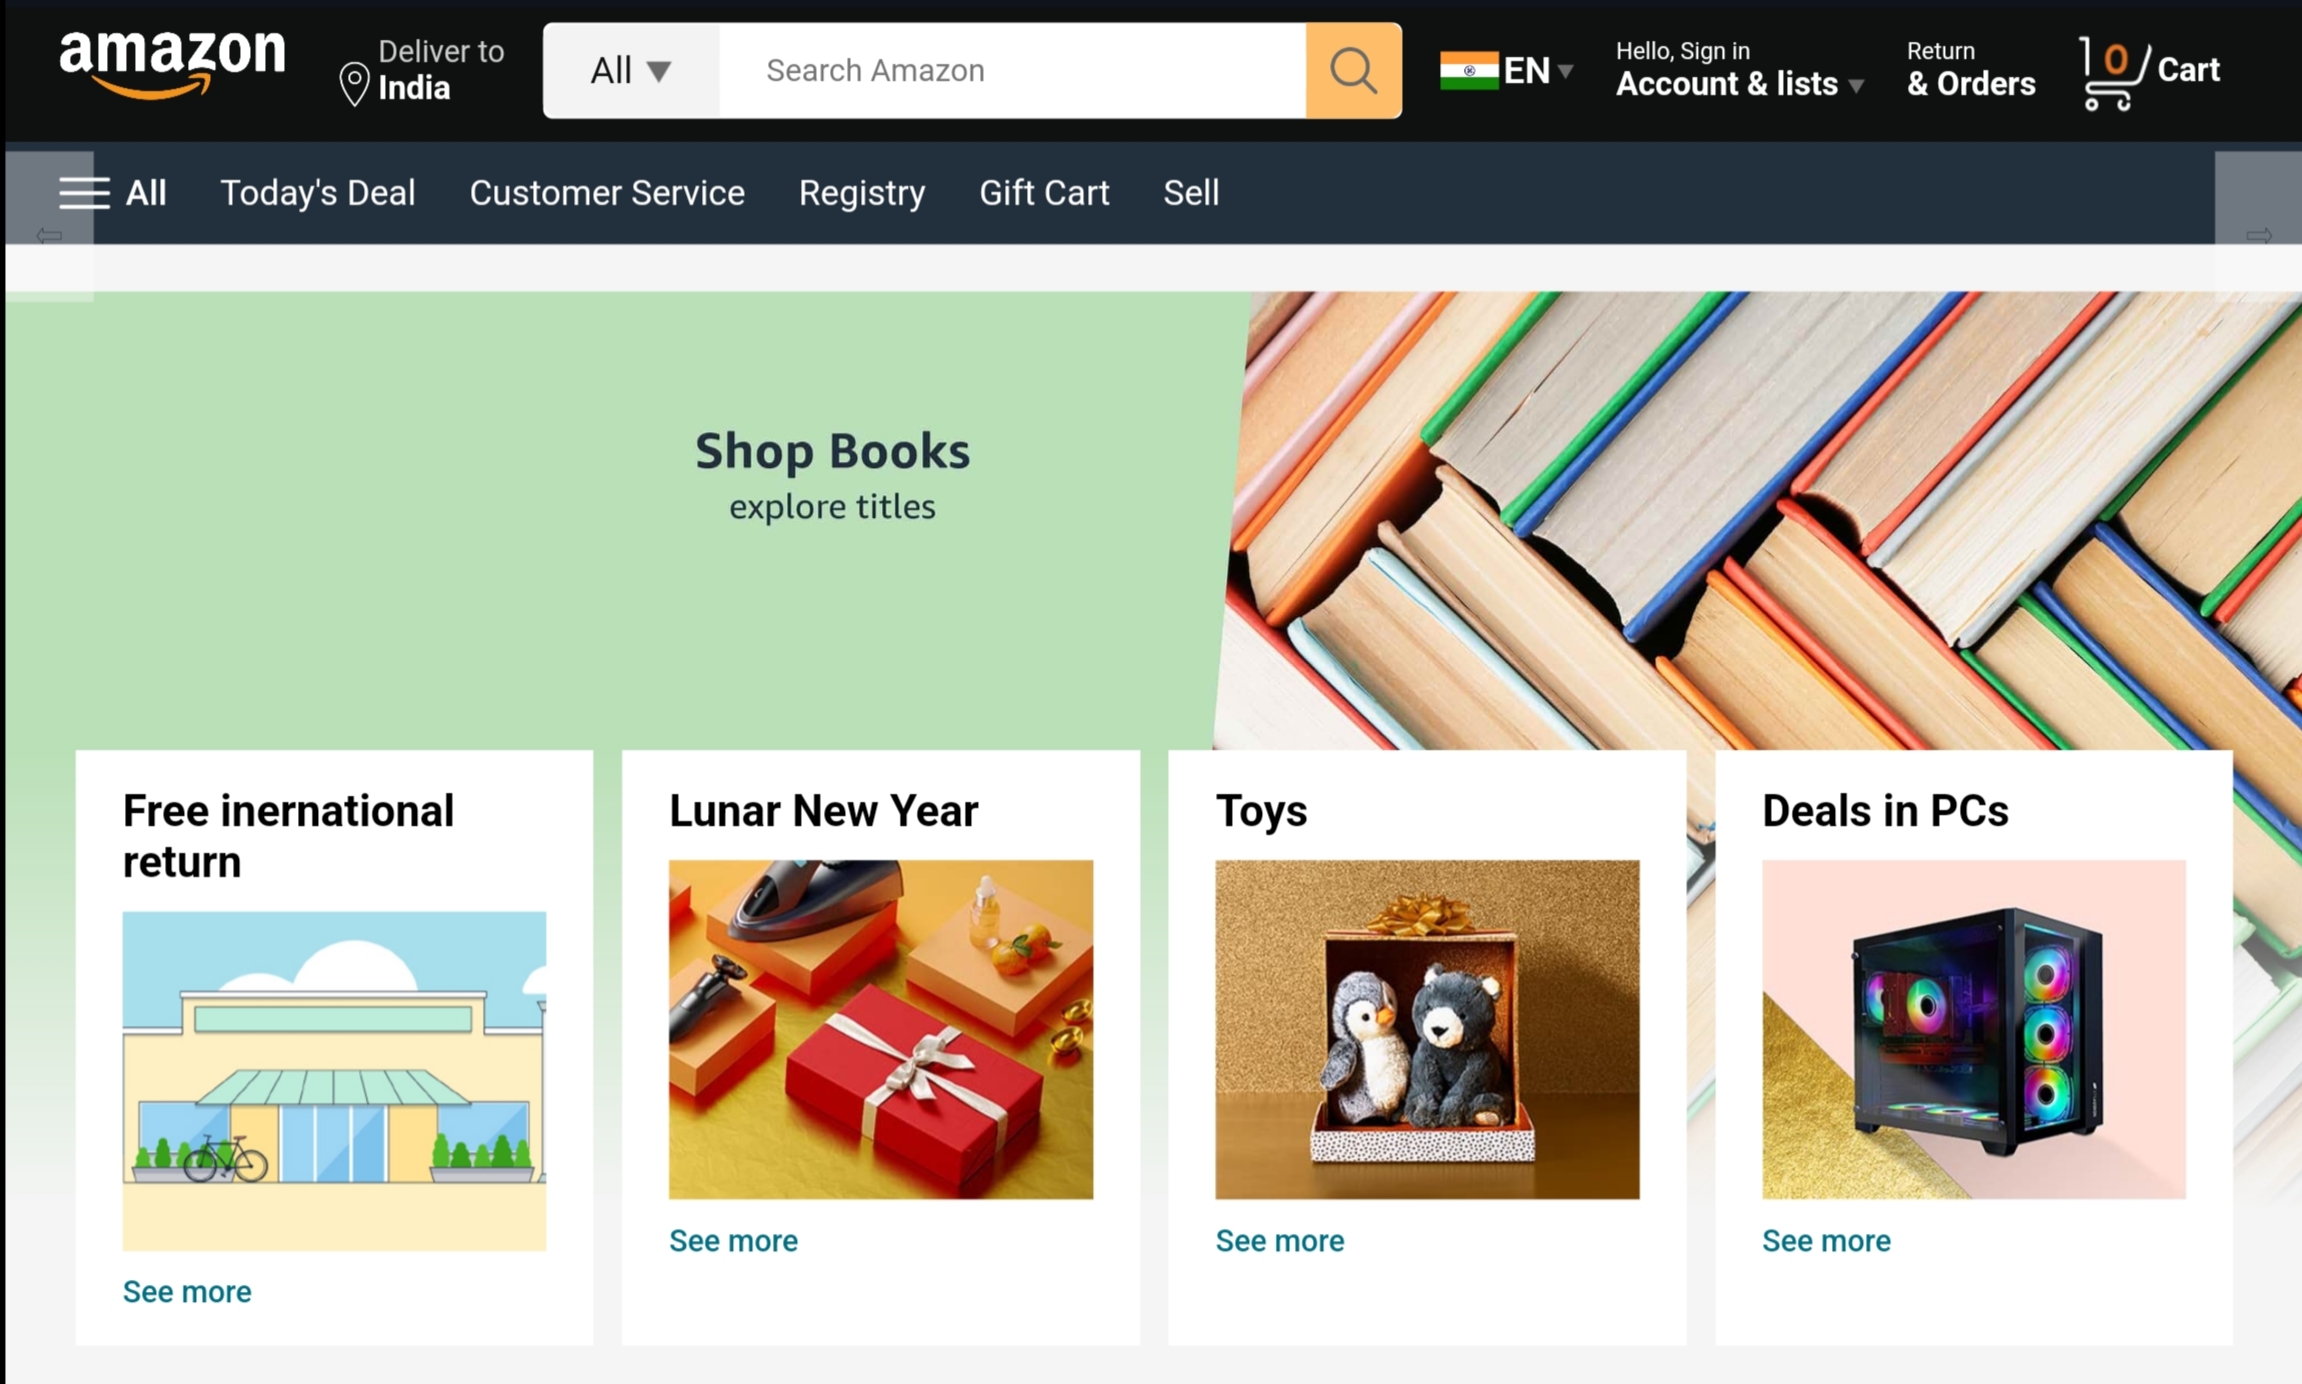 amazon
Deliver to
India
All
Search Amazon
EN
Hello, Sign in
Account & lists
Return
& Orders
0
Cart
All
Today's Deal
Customer Service
Registry
Gift Cart
Sell
Shop Books
explore titles
Free inernational
return
See more
Lunar New Year
See more
Toys
See more
Deals in PCs
See more